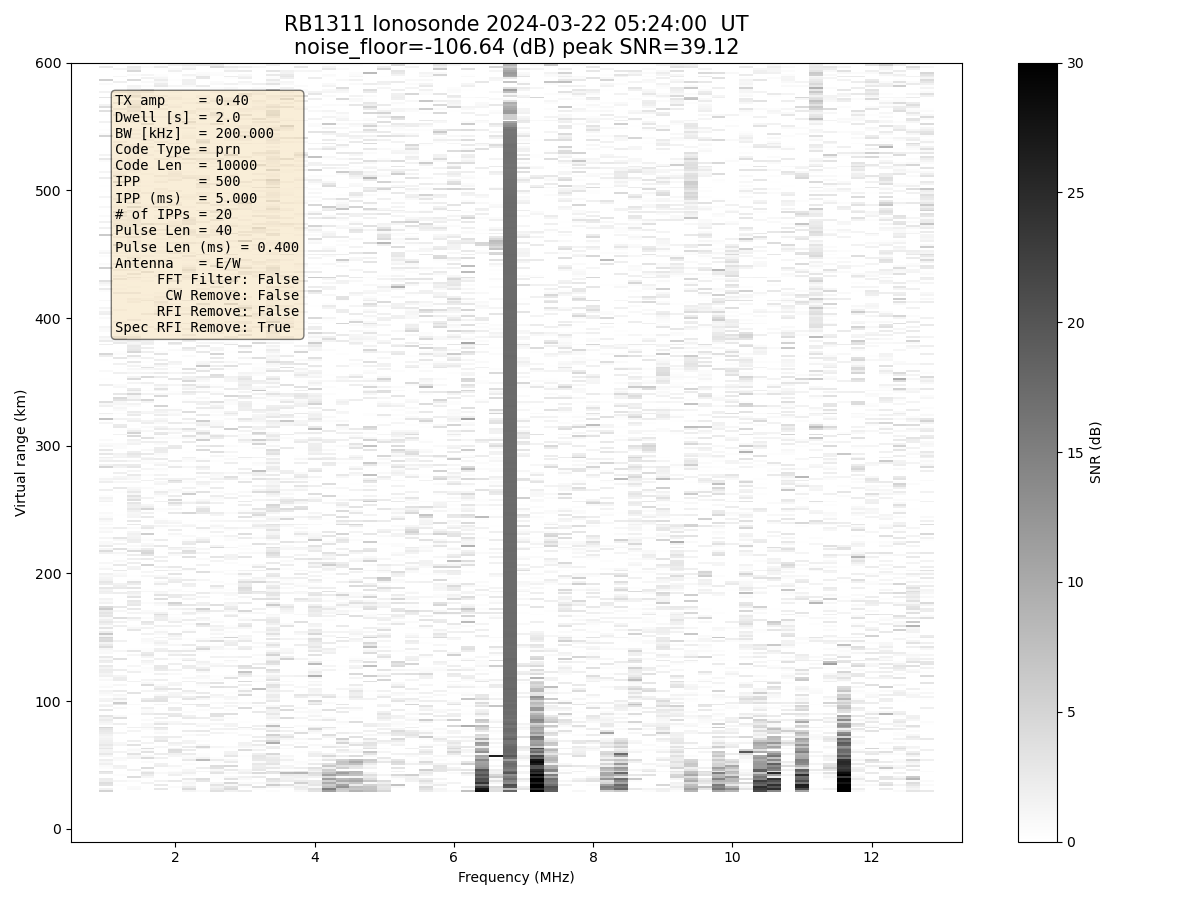 RB1311 Ionosonde 2024-03-22 05:24:00 UT
noise_floor=-106.64 (dB) peak SNR=39.12
TX amp = 0.40
Dwell [s] = 2.0
BW [kHz] = 200.000
Code Type = prn
Code Len = 10000
IPP = 500
IPP (ms) = 5.000
# of IPPs = 20
Pulse Len = 40
Pulse Len (ms) = 0.400
Antenna = E/W
FFT Filter: False
CW Remove: False
RFI Remove: False
Spec RFI Remove: True
Virtual range (km)
600
500
400
300
200
100
0
2 4 6 8 10 12
Frequency (MHz)
30
25
20
15
10
5
0
SNR (dB)